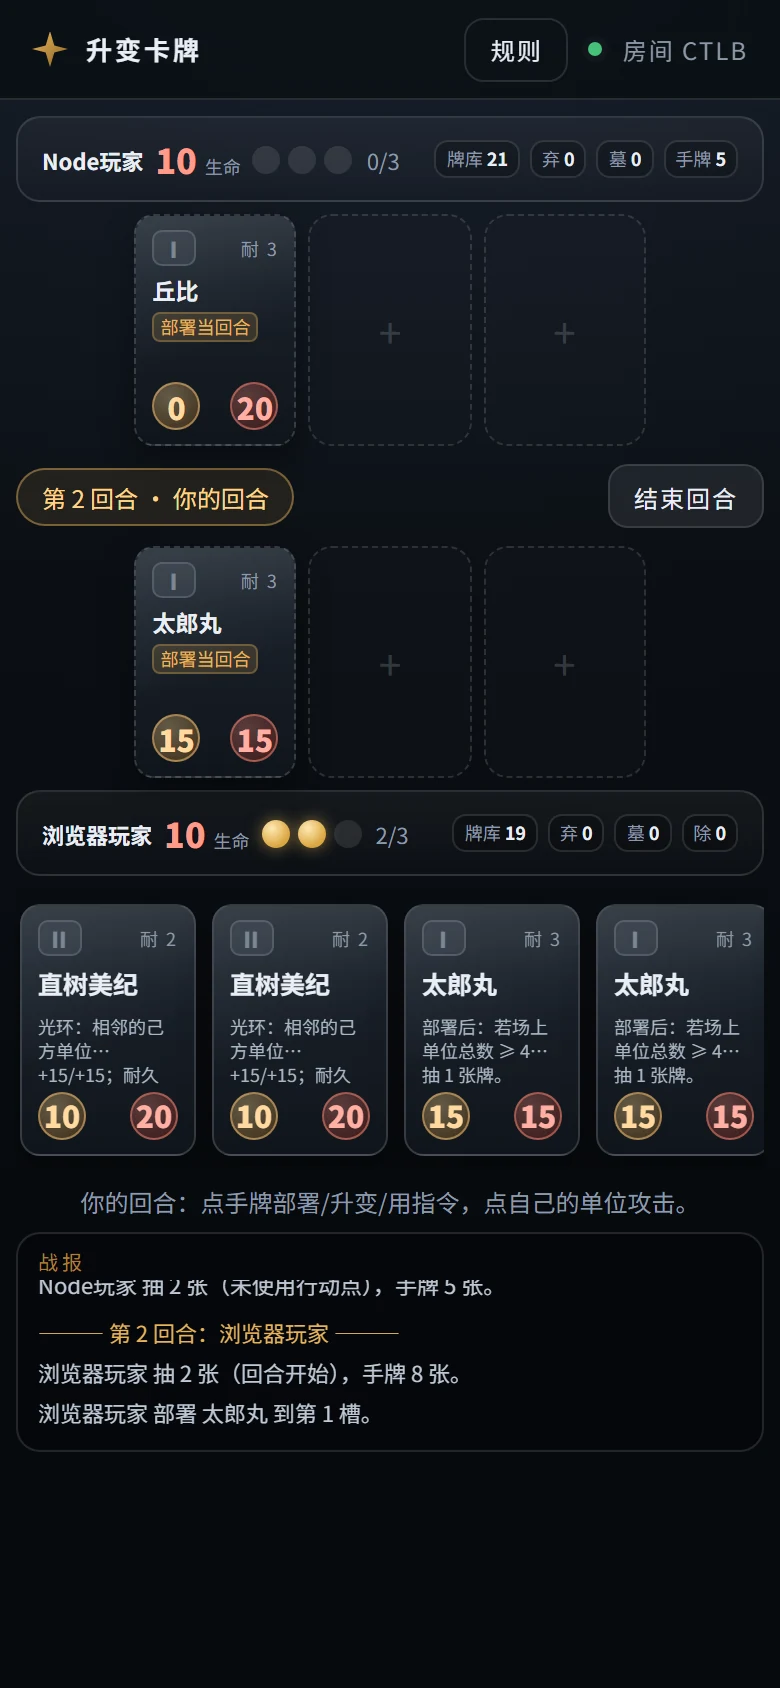 升变卡牌
规则
房间 CTLB
Node玩家 10 生命 0/3 牌库 21 弃 0 墓 0 手牌 5
I 耐 3
丘比
部署当回合
0 20
+
+
第 2 回合 · 你的回合
结束回合
I 耐 3
太郎丸
部署当回合
15 15
+
+
浏览器玩家 10 生命 2/3 牌库 19 弃 0 墓 0 除 0
II 耐 2
直树美纪
光环：相邻的己
方单位…
+15/+15；耐久
10 20
II 耐 2
直树美纪
光环：相邻的己
方单位…
+15/+15；耐久
10 20
I 耐 3
太郎丸
部署后：若场上
单位总数 ≥ 4…
抽 1 张牌。
15 15
I 耐 3
太郎丸
部署后：若场上
单位总数 ≥ 4…
抽 1 张牌。
15 15
你的回合：点手牌部署/升变/用指令，点自己的单位攻击。
战报
Node玩家 抽 2 张（未使用行动点），手牌 5 张。
——— 第 2 回合：浏览器玩家 ———
浏览器玩家 抽 2 张（回合开始），手牌 8 张。
浏览器玩家 部署 太郎丸 到第 1 槽。